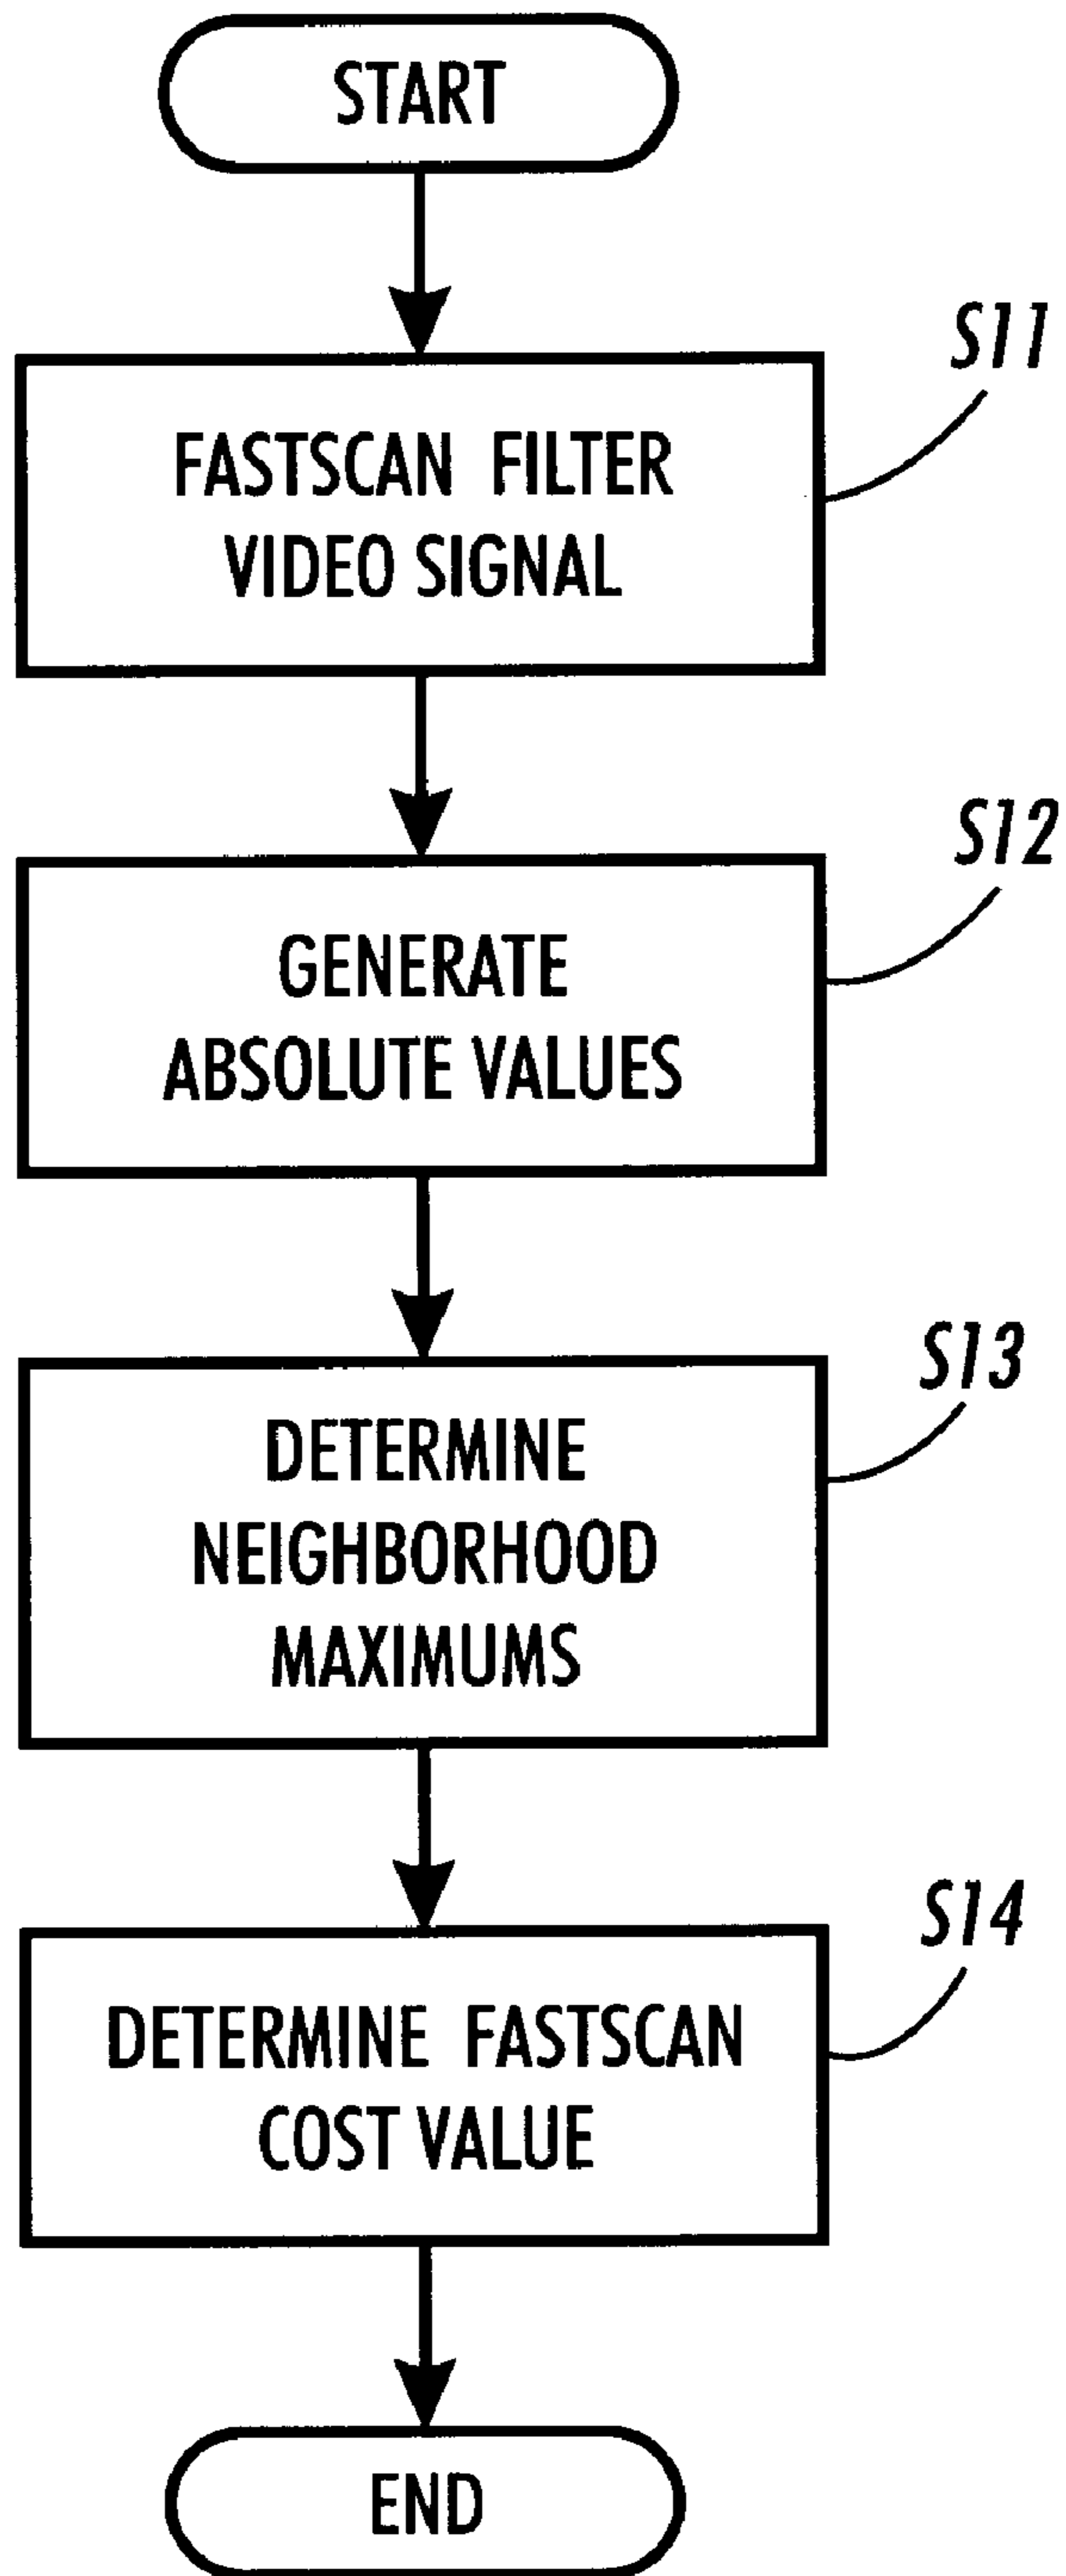 START
S11
FASTSCAN FILTER
VIDEO SIGNAL
S12
GENERATE
ABSOLUTE VALUES
S13
DETERMINE
NEIGHBORHOOD
MAXIMUMS
S14
DETERMINE FASTSCAN
COST VALUE
END